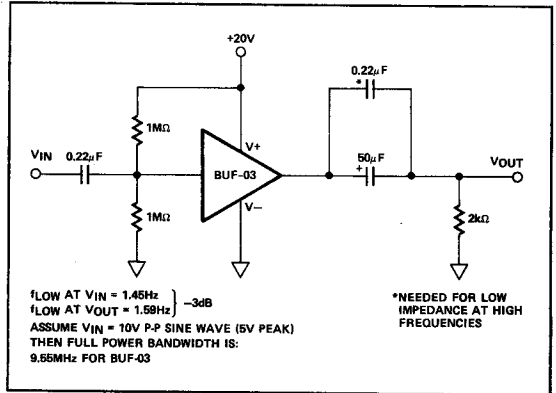 +20V
0.22μF
*
1MΩ
VIN
0.22μF
V+
BUF-03
50μF
+
VOUT
1MΩ
V−
2kΩ
fLOW AT VIN = 1.45Hz
fLOW AT VOUT = 1.59Hz
−3dB
ASSUME VIN = 10V P-P SINE WAVE (5V PEAK)
THEN FULL POWER BANDWIDTH IS:
9.55MHz FOR BUF-03
*NEEDED FOR LOW
IMPEDANCE AT HIGH
FREQUENCIES